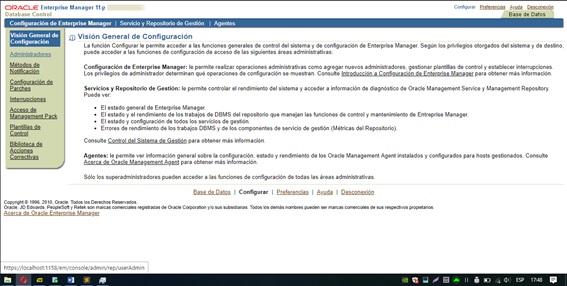 ORACLE Enterprise Manager 11g
Database Control
Configurar Preferencias Ayuda Desconexión
Base de Datos
Configuración de Enterprise Manager | Servicio y Repositorio de Gestión | Agentes
Visión General de
Configuración
Administradores
Métodos de
Notificación
Configuración de
Parches
Interrupciones
Acceso de
Management Pack
Plantillas de
Control
Biblioteca de
Acciones
Correctivas
Visión General de Configuración
La función Configurar le permite acceder a las funciones generales de control del sistema y de configuración de Enterprise Manager. Según los privilegios otorgados del sistema y de destino,
puede acceder a las funciones de configuración de acceso de las siguientes áreas administrativas:
Configuración de Enterprise Manager: le permite realizar operaciones administrativas como agregar nuevos administradores, gestionar plantillas de control y establecer interrupciones.
Los privilegios de administrador determinan qué operaciones de configuración se muestran. Consulte Introducción a Configuración de Enterprise Manager para obtener más información.
Servicios y Repositorio de Gestión: le permite controlar el rendimiento del sistema y acceder a información de diagnóstico de Oracle Management Service y Management Repository.
Puede ver:
• El estado general de Enterprise Manager.
• El estado y el rendimiento de los trabajos de DBMS del repositorio que manejan las funciones de control y mantenimiento de Entreprise Manager.
• El estado y configuración de todos los servicios de gestión
• Errores de rendimiento de los trabajos DBMS y de los componentes de servicio de gestión (Métricas del Repositorio).
Consulte Control del Sistema de Gestión para obtener más información.
Agentes: le permite ver información general sobre la configuración, estado y rendimiento de los Oracle Management Agent instalados y configurados para hosts gestionados. Consulte
Acerca de Oracle Management Agent para obtener más información.
Sólo los superadministradores pueden acceder a las funciones de configuración de todas las áreas administrativas.
Base de Datos | Configurar | Preferencias | Ayuda | Desconexión
Copyright © 1996, 2010, Oracle. Todos los Derechos Reservados.
Oracle, JD Edwards, PeopleSoft y Retek son marcas comerciales registradas de Oracle Corporation y/o sus subsidiarias. Todos los demás nombres pueden ser marcas comerciales de sus respectivos propietarios.
Acerca de Oracle Enterprise Manager
https://localhost:1158/em/console/admin/rep/userAdmin
ESP 17:48